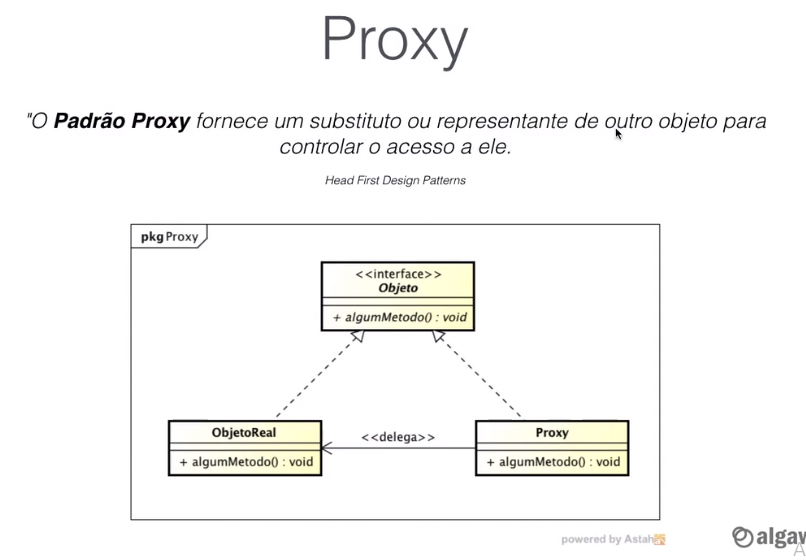 Proxy
"O Padrão Proxy fornece um substituto ou representante de outro objeto para
controlar o acesso a ele.
Head First Design Patterns
pkg Proxy
<<interface>>
Objeto
+ algumMetodo() : void
ObjetoReal
+ algumMetodo() : void
<<delega>>
Proxy
+ algumMetodo() : void
powered by Astah